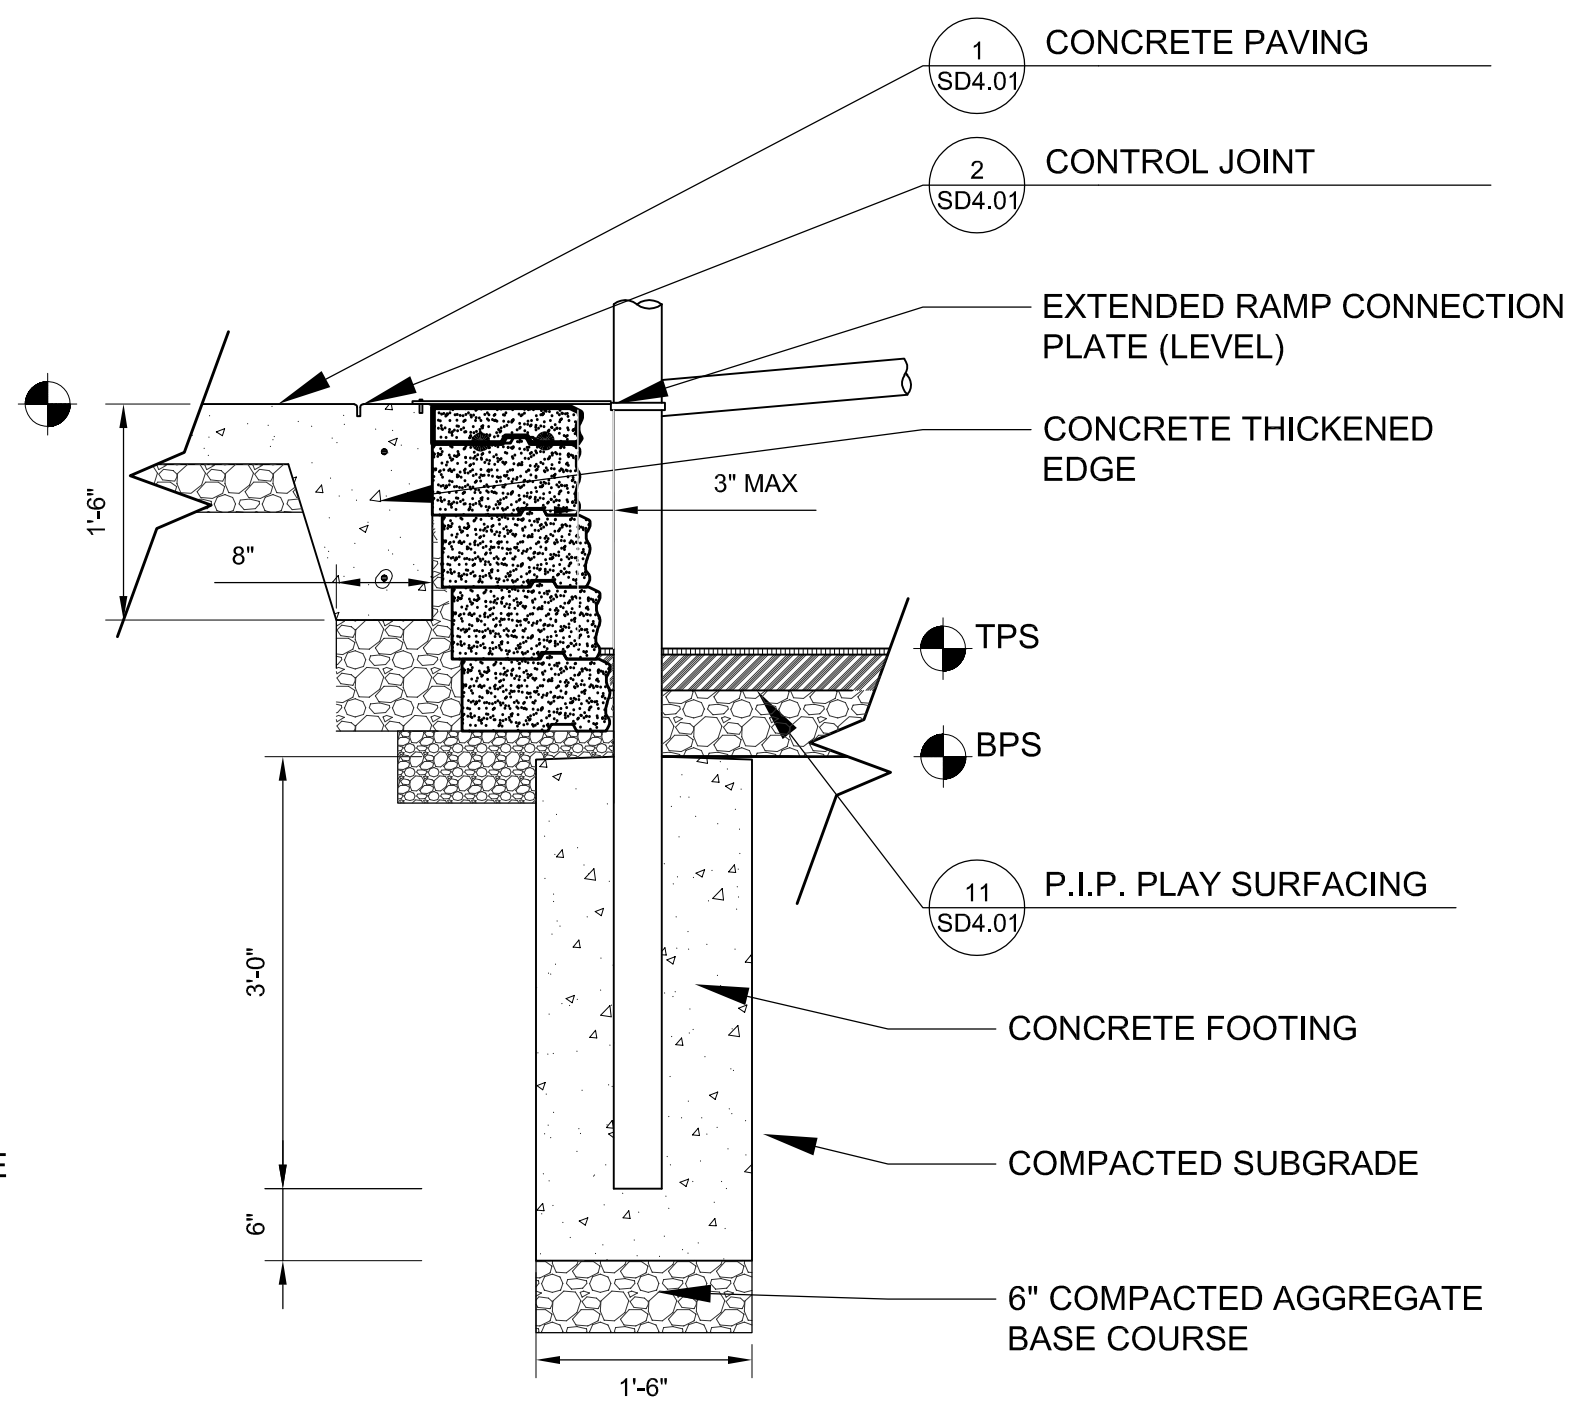 1
SD4.01
CONCRETE PAVING
2
SD4.01
CONTROL JOINT
EXTENDED RAMP CONNECTION
PLATE (LEVEL)
CONCRETE THICKENED
EDGE
3" MAX
1'-6"
8"
TPS
BPS
11
SD4.01
P.I.P. PLAY SURFACING
3'-0"
CONCRETE FOOTING
COMPACTED SUBGRADE
6"
6" COMPACTED AGGREGATE
BASE COURSE
1'-6"